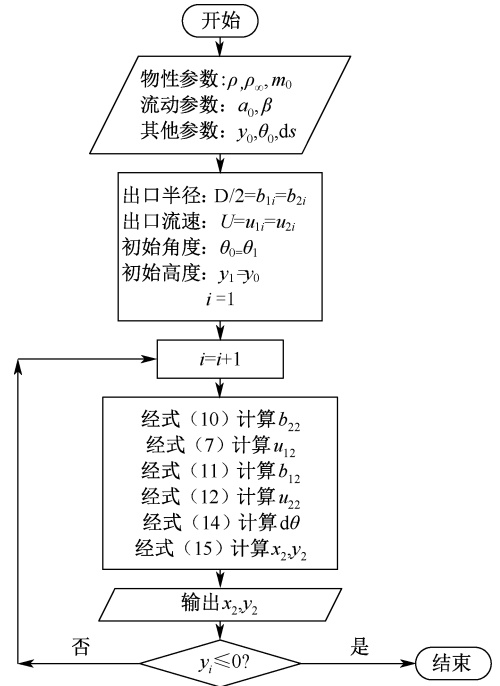 开始
物性参数:ρ,ρ∞,m₀
流动参数：a₀,β
其他参数：y₀,θ₀,ds
出口半径：D/2=b₁ᵢ=b₂ᵢ
出口流速：U=u₁ᵢ=u₂ᵢ
初始角度：θ₀=θ₁
初始高度：y₁=y₀
i=1
i=i+1
经式（10）计算b₂₂
经式（7）计算u₁₂
经式（11）计算b₁₂
经式（12）计算u₂₂
经式（14）计算dθ
经式（15）计算x₂,y₂
输出x₂,y₂
否
yᵢ≤0?
是
结束